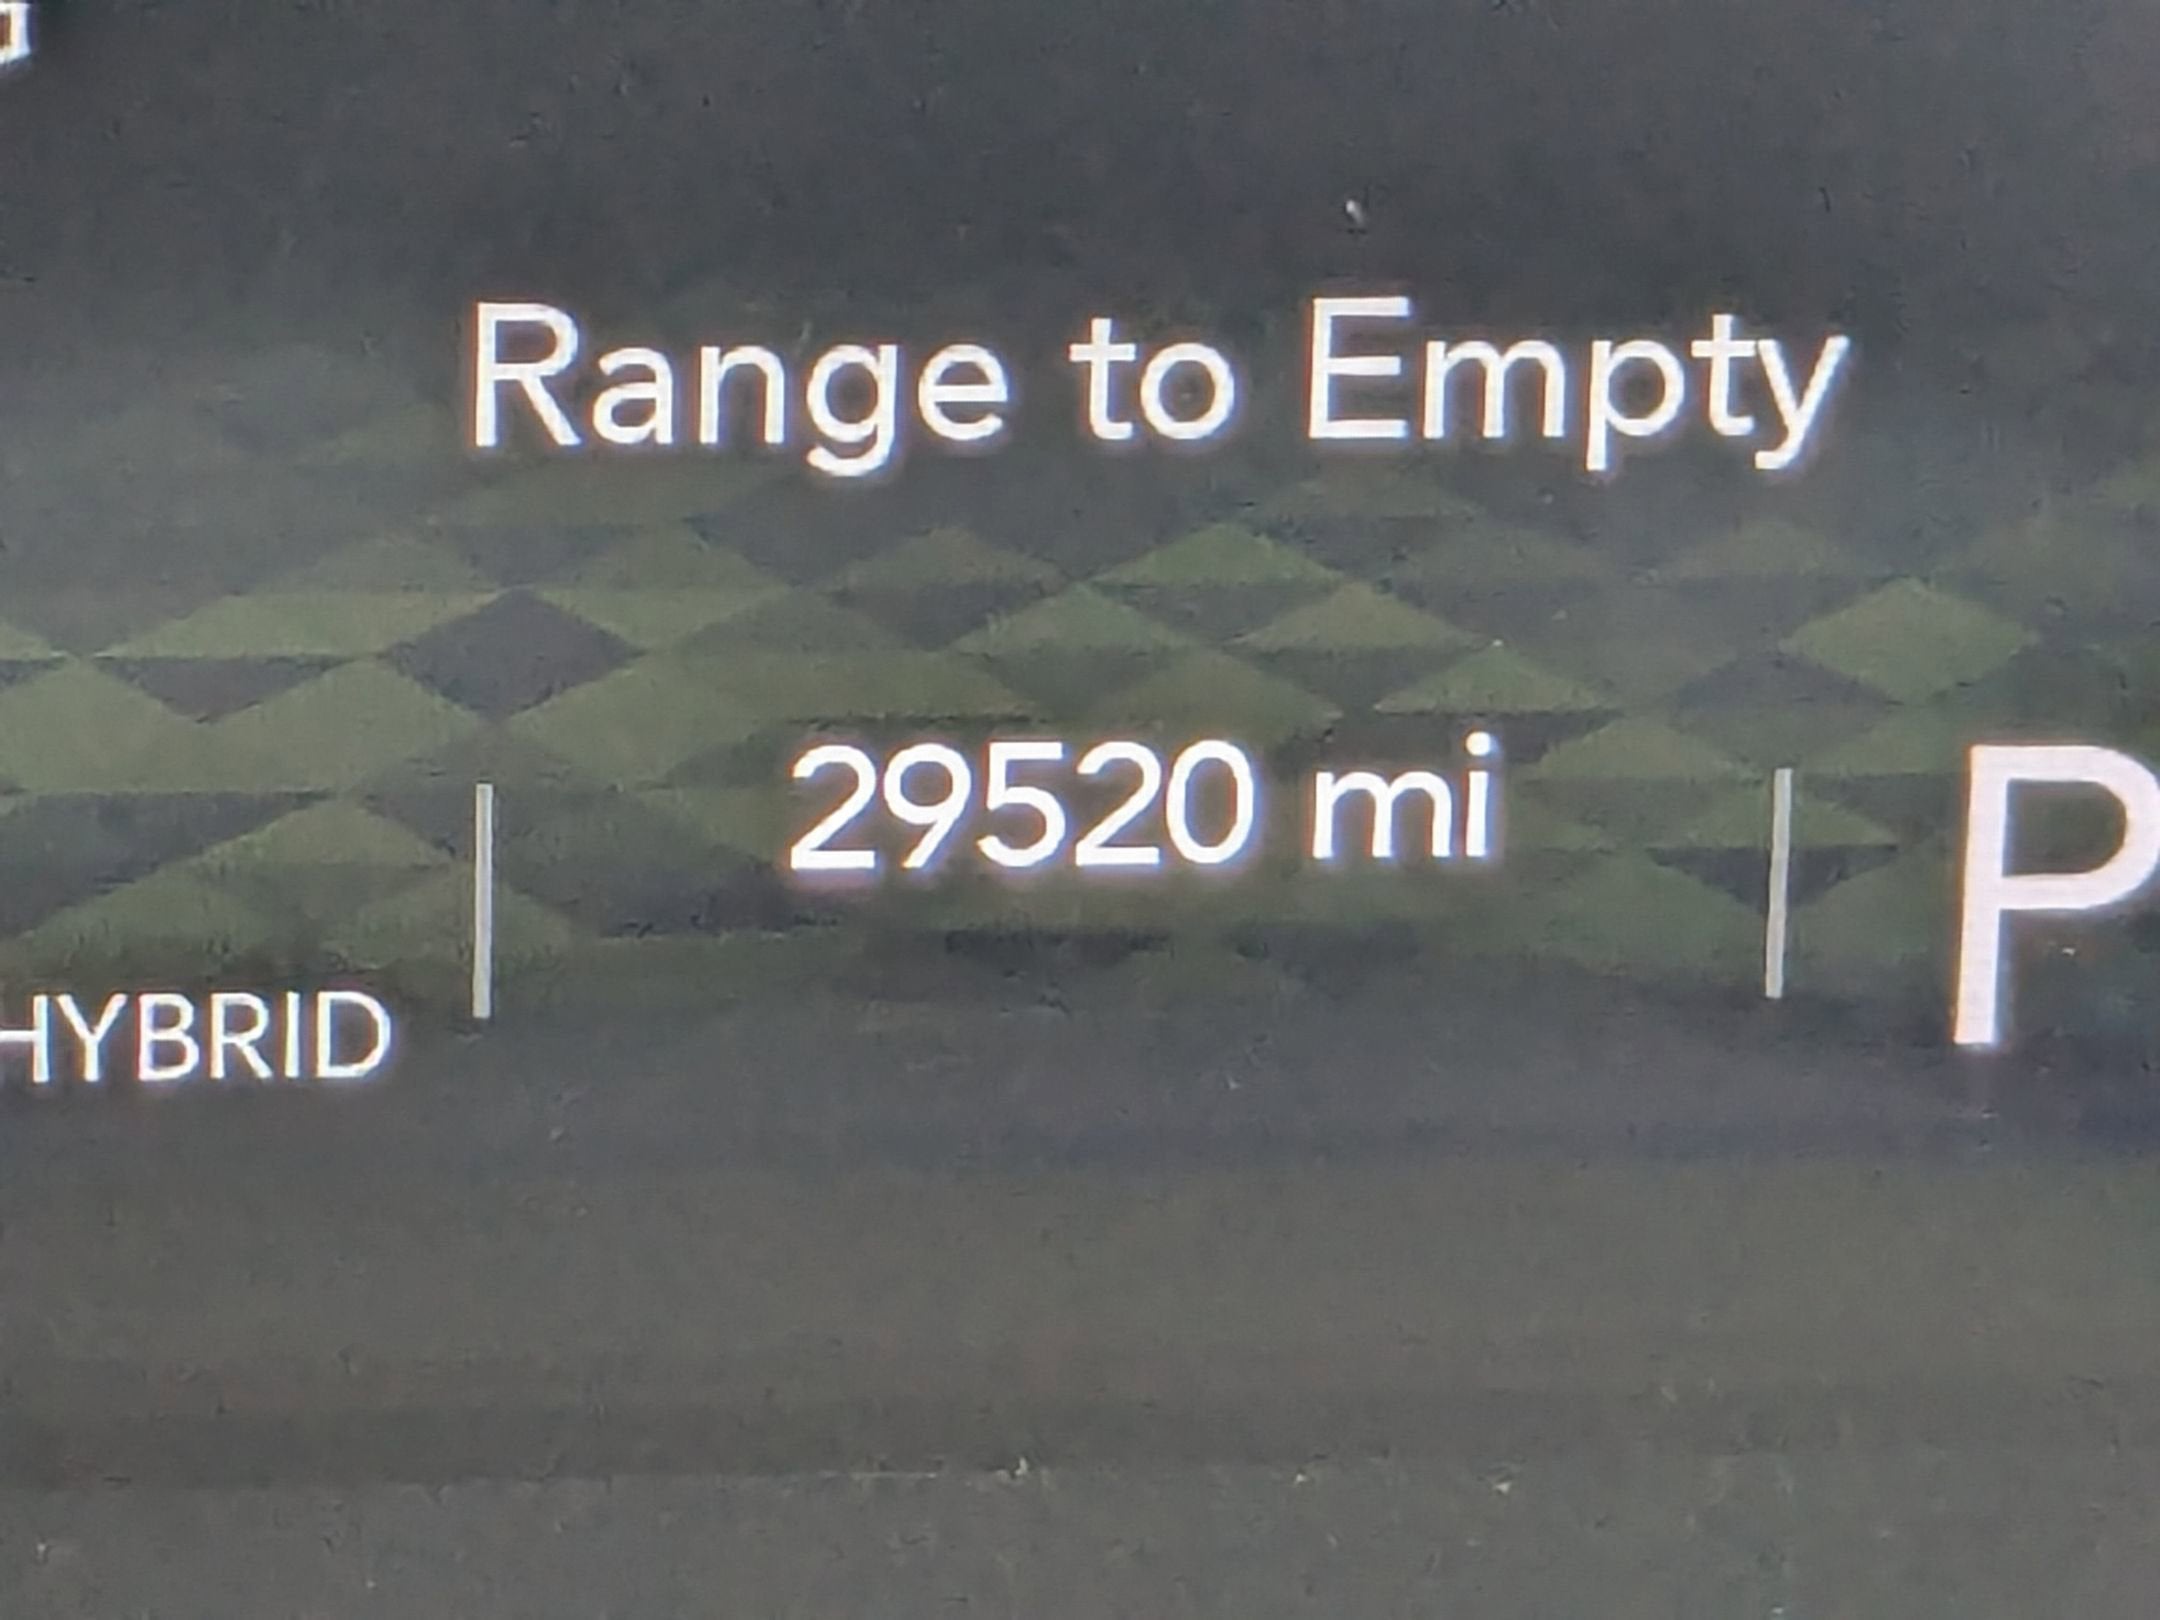 Range to Empty
29520 mi
P
HYBRID